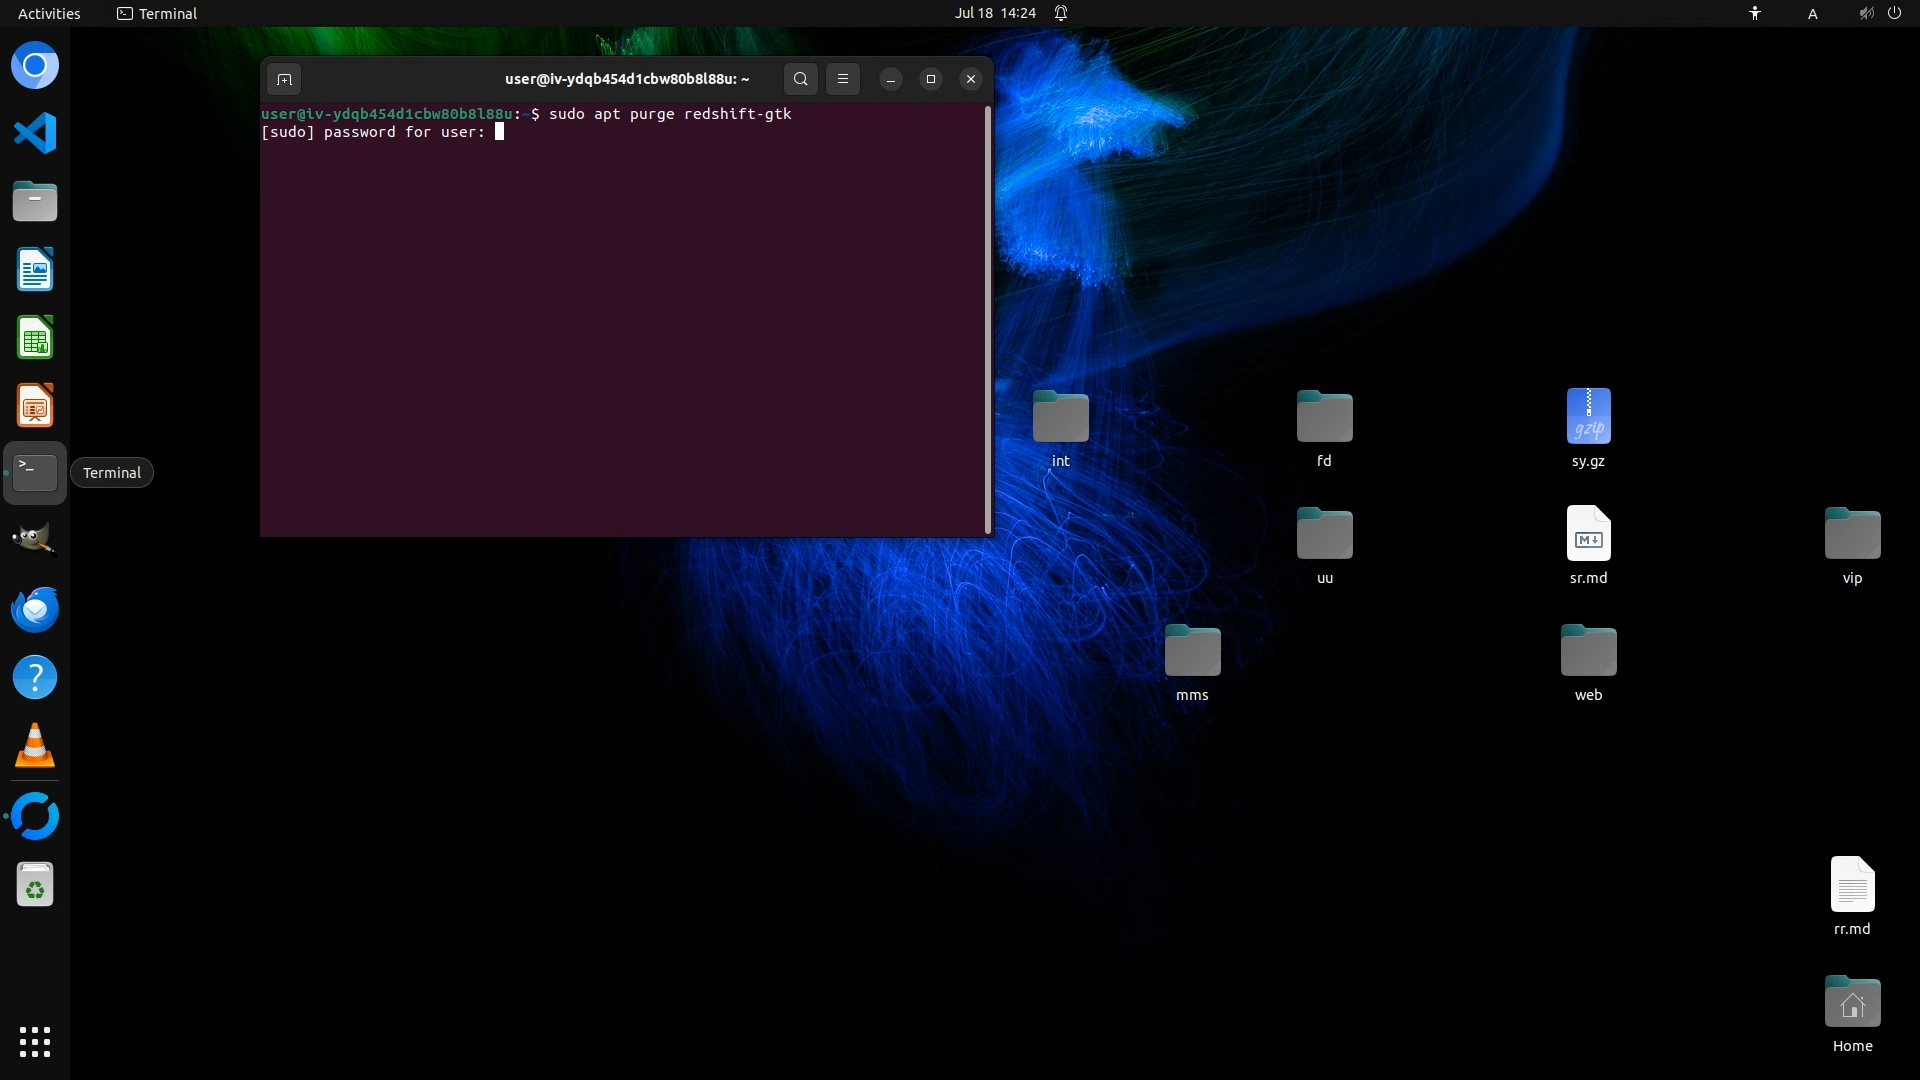 Activities
Terminal
Jul 18 14:24
A
user@iv-ydqb454d1cbw80b8l88u: ~
user@iv-ydqb454d1cbw80b8l88u:~$ sudo apt purge redshift-gtk
[sudo] password for user:
Terminal
int
fd
gzip
sy.gz
uu
M
sr.md
vip
mms
web
rr.md
Home